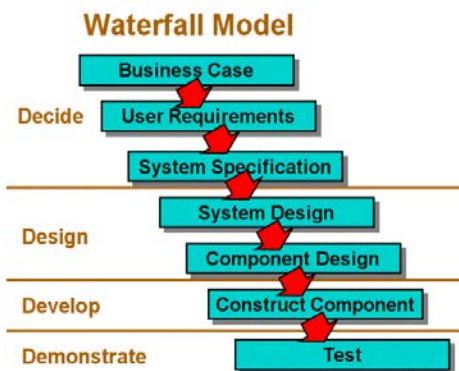 Waterfall Model
Business Case
Decide
User Requirements
System Specification
System Design
Design
Component Design
Develop
Construct Component
Demonstrate
Test